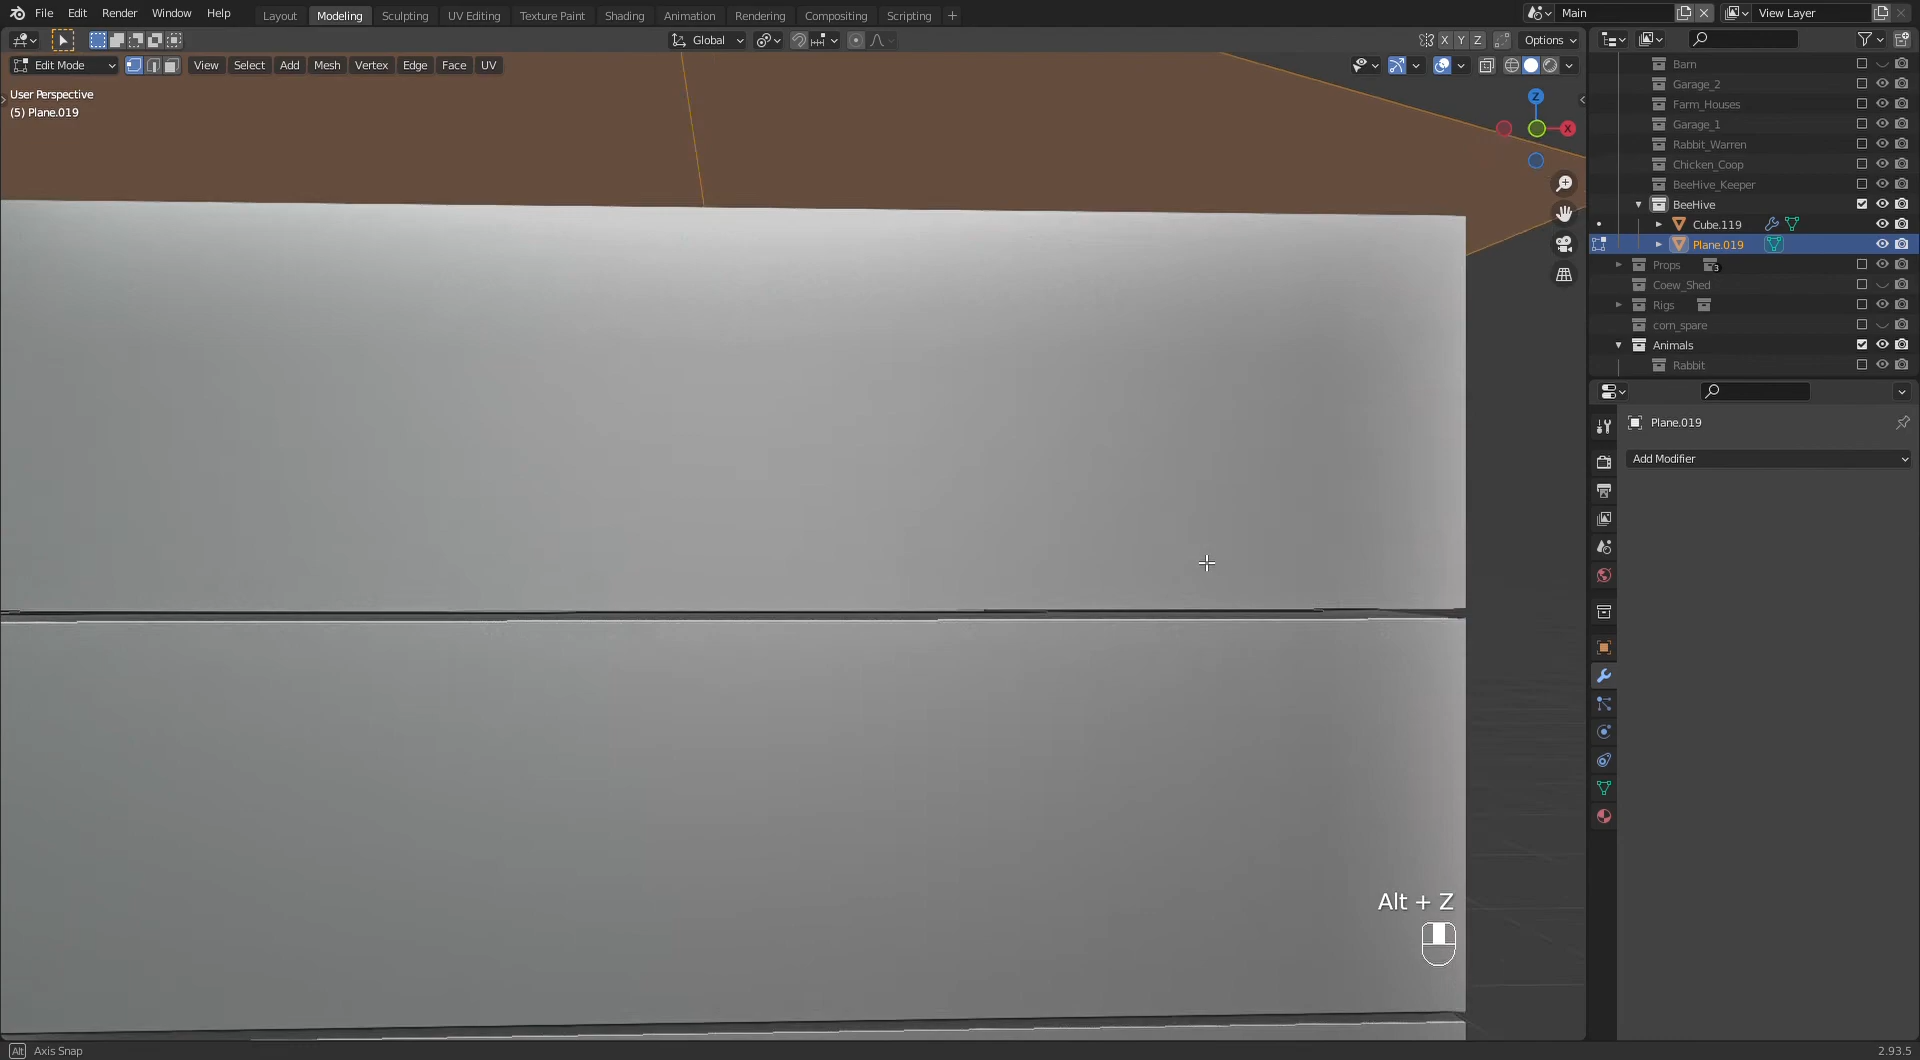 File Edit Render Window Help Layout Modeling Sculpting UV Editing Texture Paint Shading Animation Rendering Compositing Scripting + Main View Layer
Global X Y Z Options
Edit Mode View Select Add Mesh Vertex Edge Face UV
User Perspective
(5) Plane.019
Z
X
Barn
Garage_2
Farm_Houses
Garage_1
Rabbit_Warren
Chicken_Coop
BeeHive_Keeper
BeeHive
Cube.119
Plane.019
Props 3
Coew_Shed
Rigs
corn_spare
Animals
Rabbit
Plane.019
Add Modifier
Alt + Z
Alt Axis Snap 2.93.5